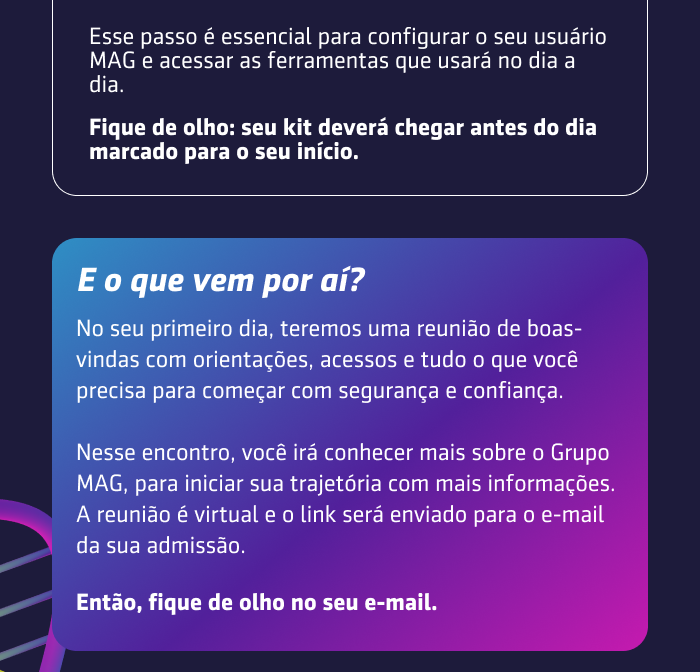 Esse passo é essencial para configurar o seu usuário
MAG e acessar as ferramentas que usará no dia a
dia.
Fique de olho: seu kit deverá chegar antes do dia
marcado para o seu início.
E o que vem por aí?
No seu primeiro dia, teremos uma reunião de boas-
vindas com orientações, acessos e tudo o que você
precisa para começar com segurança e confiança.
Nesse encontro, você irá conhecer mais sobre o Grupo
MAG, para iniciar sua trajetória com mais informações.
A reunião é virtual e o link será enviado para o e-mail
da sua admissão.
Então, fique de olho no seu e-mail.